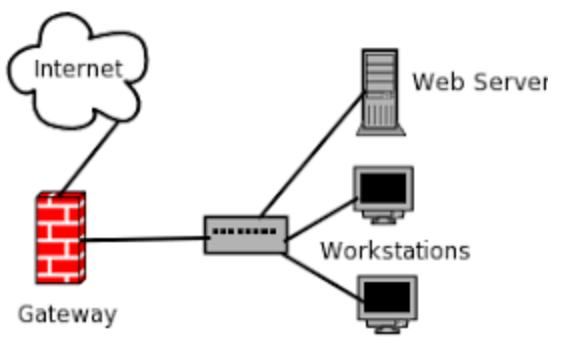 Internet
Web Server
Workstations
Gateway